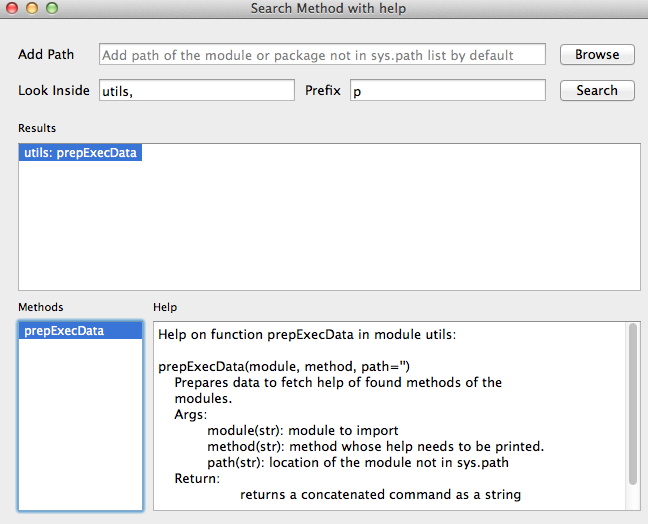 Search Method with help
Add Path Add path of the module or package not in sys.path list by default Browse
Look Inside utils, Prefix p Search
Results
utils: prepExecData
Methods Help
prepExecData
Help on function prepExecData in module utils:
prepExecData(module, method, path='')
Prepares data to fetch help of found methods of the
modules.
Args:
module(str): module to import
method(str): method whose help needs to be printed.
path(str): location of the module not in sys.path
Return:
returns a concatenated command as a string